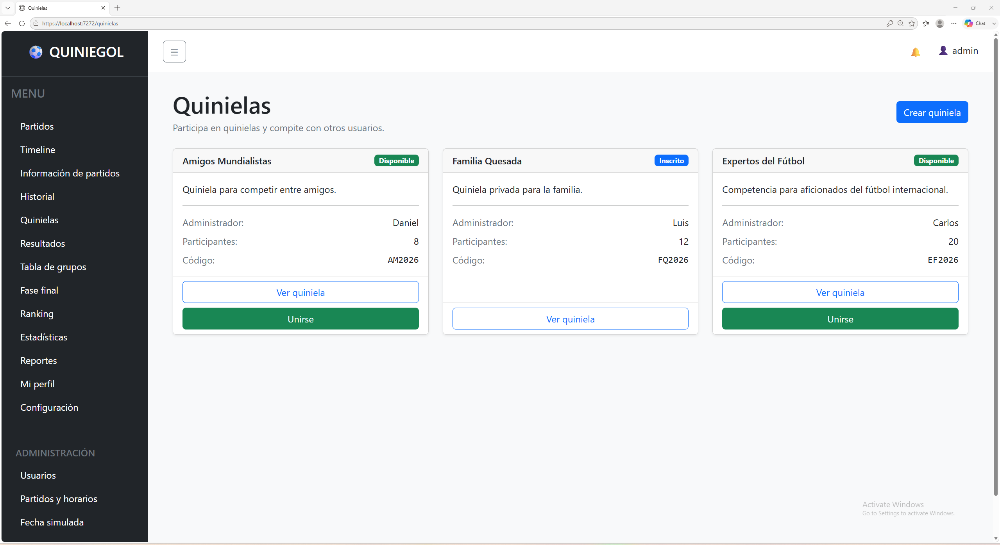 Quinielas
https://localhost:7272/quinielas
Chat
QUINIEGOL
admin
MENU
Partidos
Timeline
Información de partidos
Historial
Quinielas
Resultados
Tabla de grupos
Fase final
Ranking
Estadísticas
Reportes
Mi perfil
Configuración
ADMINISTRACIÓN
Usuarios
Partidos y horarios
Fecha simulada
Quinielas
Participa en quinielas y compite con otros usuarios.
Crear quiniela
Amigos Mundialistas Disponible
Quiniela para competir entre amigos.
Administrador: Daniel
Participantes: 8
Código: AM2026
Ver quiniela
Unirse
Familia Quesada Inscrito
Quiniela privada para la familia.
Administrador: Luis
Participantes: 12
Código: FQ2026
Ver quiniela
Expertos del Fútbol Disponible
Competencia para aficionados del fútbol internacional.
Administrador: Carlos
Participantes: 20
Código: EF2026
Ver quiniela
Unirse
Activate Windows
Go to Settings to activate Windows.